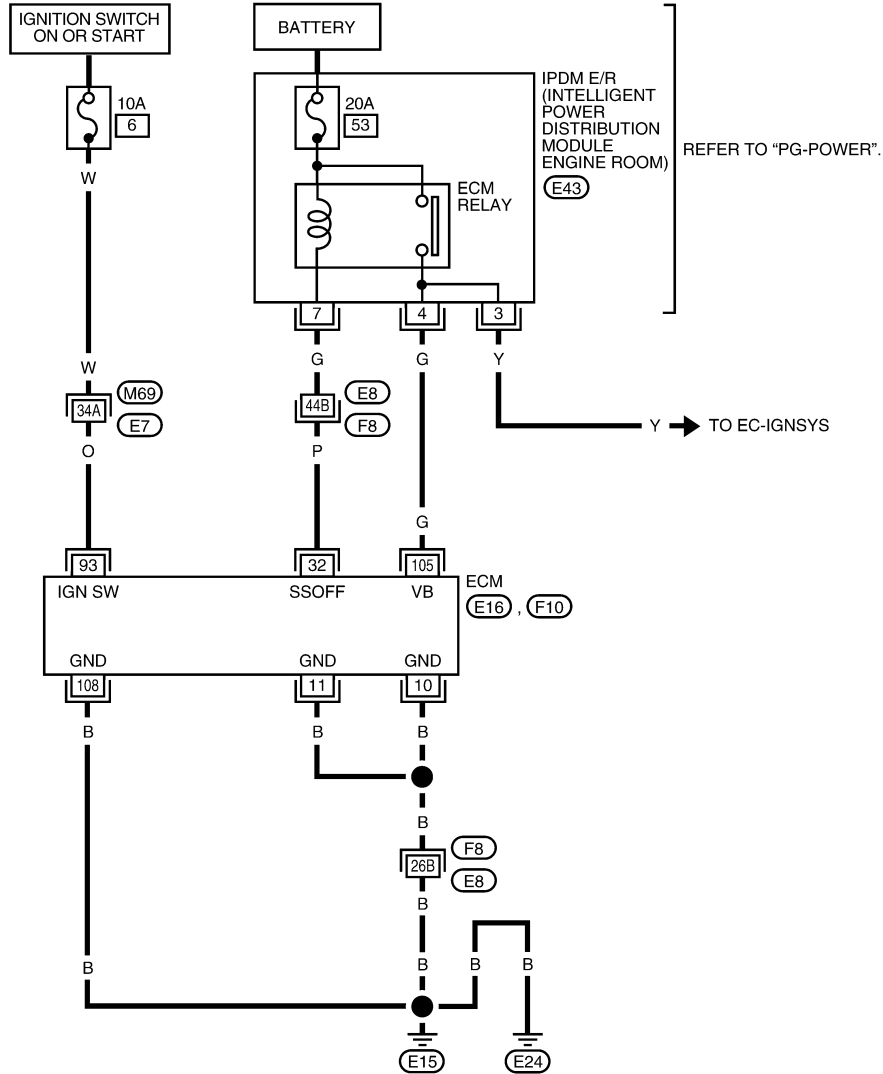 IGNITION SWITCH
ON OR START
BATTERY
10A
6
20A
53
IPDM E/R
(INTELLIGENT
POWER
DISTRIBUTION
MODULE
ENGINE ROOM)
E43
REFER TO “PG-POWER”.
ECM
RELAY
W
7
4
3
G
G
Y
W
34A
M69
E7
44B
E8
F8
O
P
Y
TO EC-IGNSYS
G
93
32
105
IGN SW
SSOFF
VB
ECM
E16 , F10
GND
GND
GND
108
11
10
B
B
B
B
26B
F8
E8
B
B
B
B
B
E15
E24